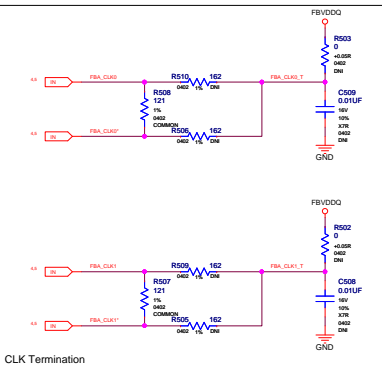 FBVDDQ
R503
0
+0.05R
0402
DNI
4,5 IN FBA_CLK0 R510 162 FBA_CLK0_T
0402 1% DNI
R508
121
1%
0402
COMMON
C509
0.01UF
16V
10%
X7R
0402
DNI
4,5 IN FBA_CLK0* R506 162
0402 1% DNI
GND
FBVDDQ
R502
0
+0.05R
0402
DNI
4,5 IN FBA_CLK1 R509 162 FBA_CLK1_T
0402 1% DNI
R507
121
1%
0402
COMMON
C508
0.01UF
16V
10%
X7R
0402
DNI
4,5 IN FBA_CLK1* R505 162
0402 1% DNI
GND
CLK Termination